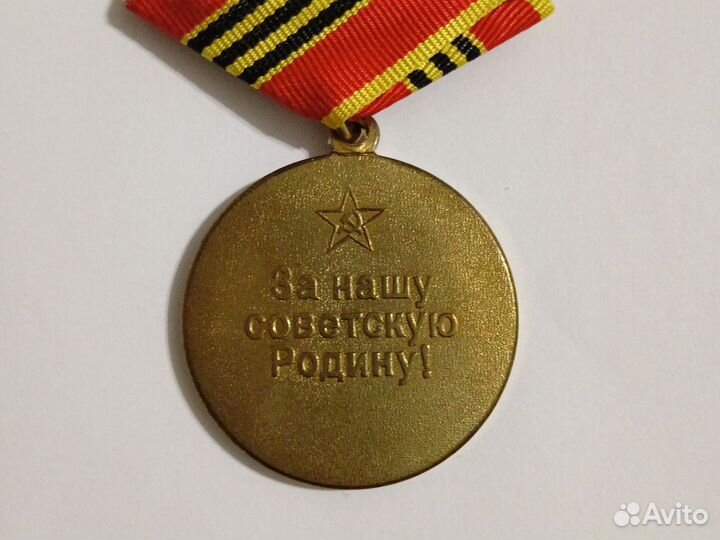 За нашу
советскую
Родину!
Avito